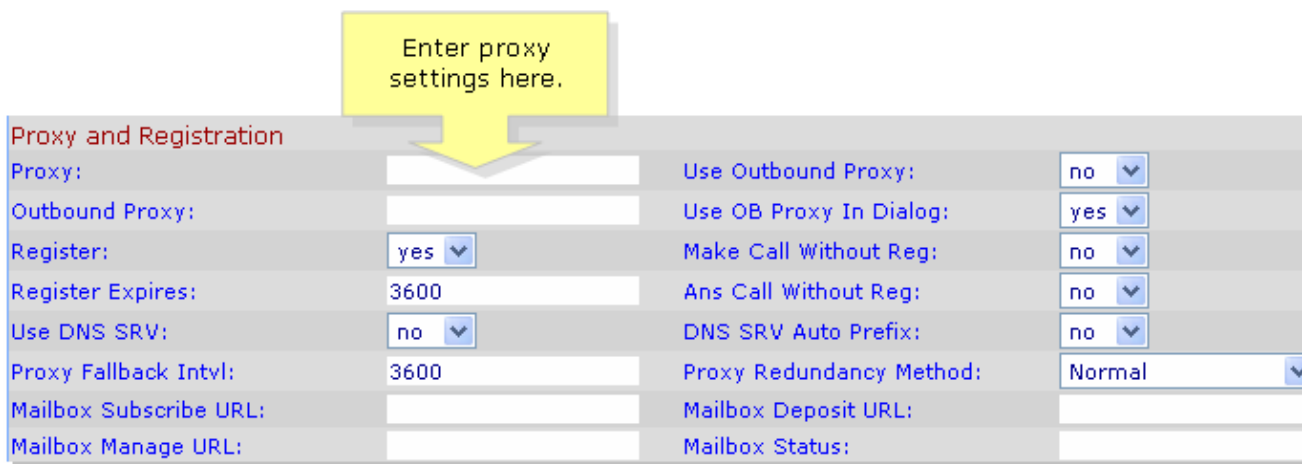 Enter proxy
settings here.
Proxy and Registration
Proxy: Use Outbound Proxy: no
Outbound Proxy: Use OB Proxy In Dialog: yes
Register: yes Make Call Without Reg: no
Register Expires: 3600 Ans Call Without Reg: no
Use DNS SRV: no DNS SRV Auto Prefix: no
Proxy Fallback Intvl: 3600 Proxy Redundancy Method: Normal
Mailbox Subscribe URL: Mailbox Deposit URL:
Mailbox Manage URL: Mailbox Status: